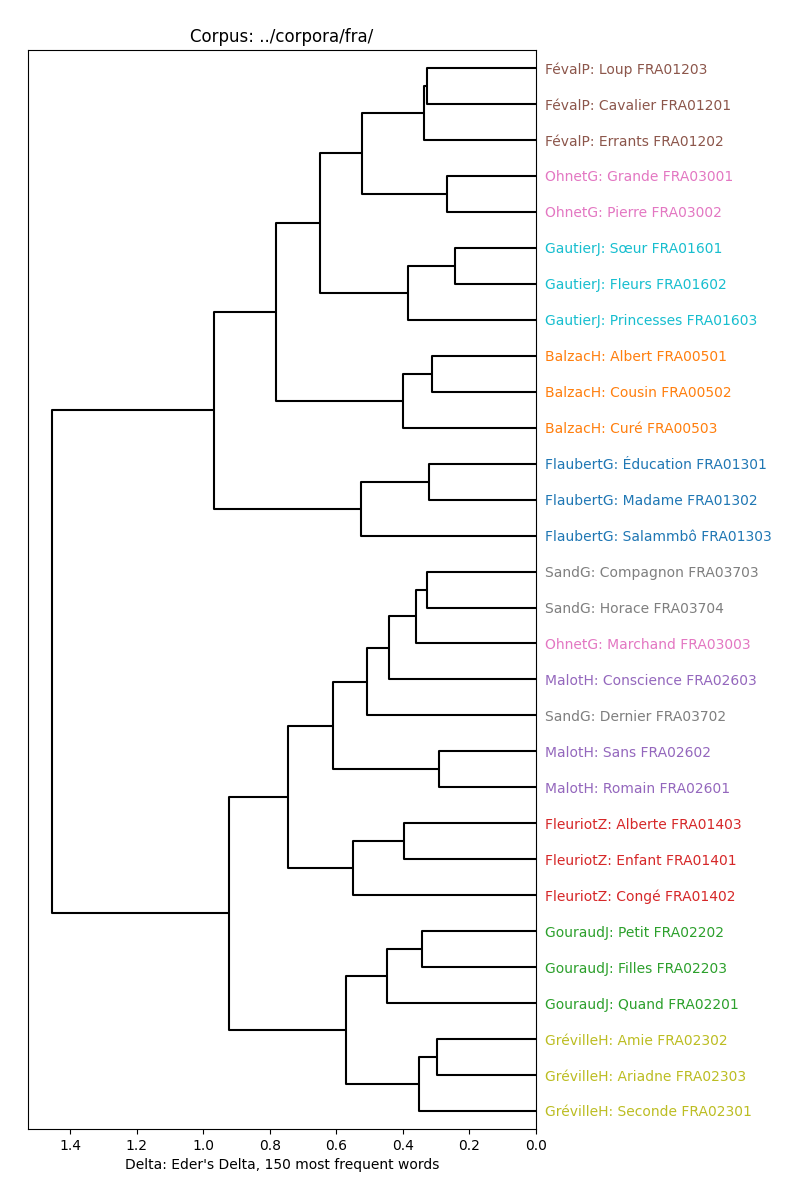 Corpus: ../corpora/fra/
FévalP: Loup FRA01203
FévalP: Cavalier FRA01201
FévalP: Errants FRA01202
OhnetG: Grande FRA03001
OhnetG: Pierre FRA03002
GautierJ: Sœur FRA01601
GautierJ: Fleurs FRA01602
GautierJ: Princesses FRA01603
BalzacH: Albert FRA00501
BalzacH: Cousin FRA00502
BalzacH: Curé FRA00503
FlaubertG: Éducation FRA01301
FlaubertG: Madame FRA01302
FlaubertG: Salammbô FRA01303
SandG: Compagnon FRA03703
SandG: Horace FRA03704
OhnetG: Marchand FRA03003
MalotH: Conscience FRA02603
SandG: Dernier FRA03702
MalotH: Sans FRA02602
MalotH: Romain FRA02601
FleuriotZ: Alberte FRA01403
FleuriotZ: Enfant FRA01401
FleuriotZ: Congé FRA01402
GouraudJ: Petit FRA02202
GouraudJ: Filles FRA02203
GouraudJ: Quand FRA02201
GrévilleH: Amie FRA02302
GrévilleH: Ariadne FRA02303
GrévilleH: Seconde FRA02301
1.4 1.2 1.0 0.8 0.6 0.4 0.2 0.0
Delta: Eder's Delta, 150 most frequent words